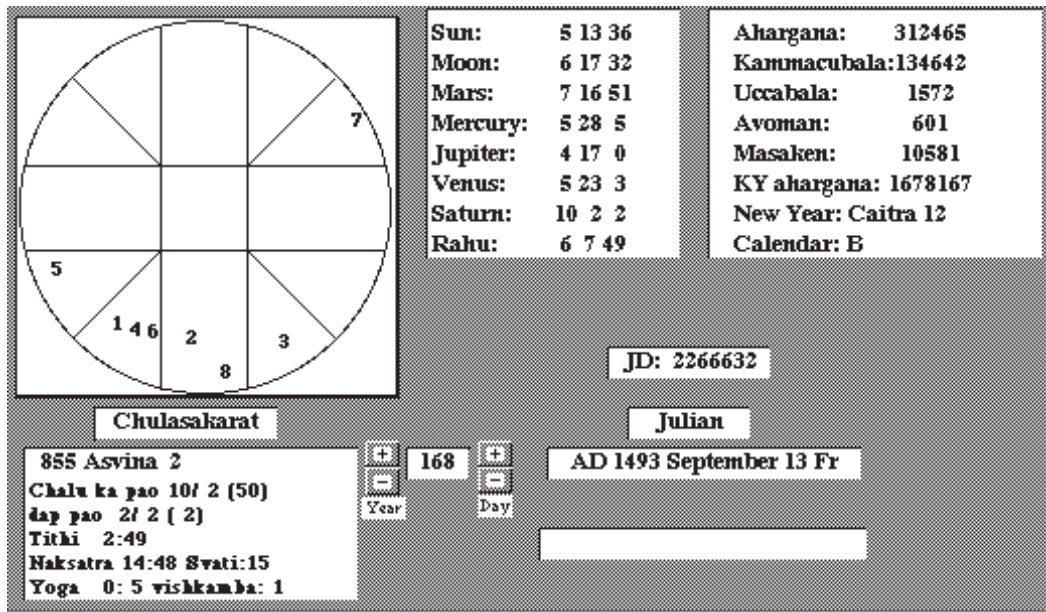 7
5
1 4 6
2
3
8
Sun: 5 13 36
Moon: 6 17 32
Mars: 7 16 51
Mercury: 5 28 5
Jupiter: 4 17 0
Venus: 5 23 3
Saturn: 10 2 2
Rahu: 6 7 49
Ahargana: 312465
Kammacubala:134642
Uccabala: 1572
Avoman: 601
Masaken: 10581
KY ahargana: 1678167
New Year: Caitra 12
Calendar: B
JD: 2266632
Chulasakarat
855 Asvina 2
Chalu ka pao 10/ 2 (50)
dap pao 2/ 2 ( 2)
Tithi 2:49
Naksatra 14:48 Svati:15
Yoga 0: 5 vishkamba: 1
+
-
Year
168
+
-
Day
Julian
AD 1493 September 13 Fr